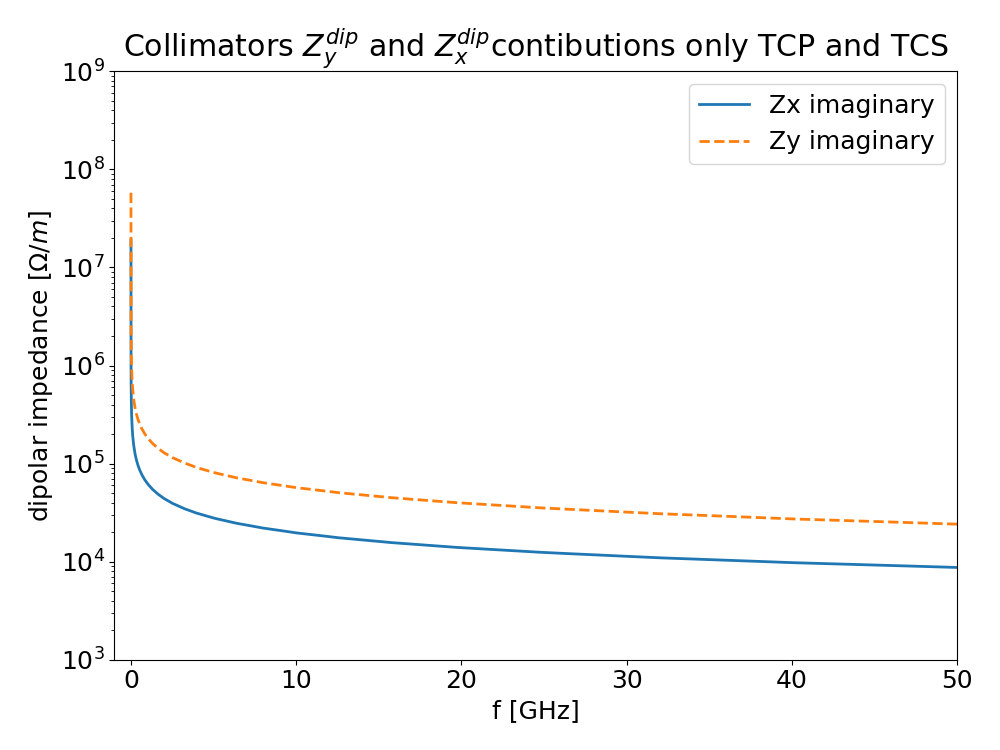 Collimators $Z_y^{dip}$ and $Z_x^{dip}$contibutions only TCP and TCS
10^9
10^8
10^7
10^6
10^5
10^4
10^3
dipolar impedance [Ω/m]
Zx imaginary
Zy imaginary
0 10 20 30 40 50
f [GHz]